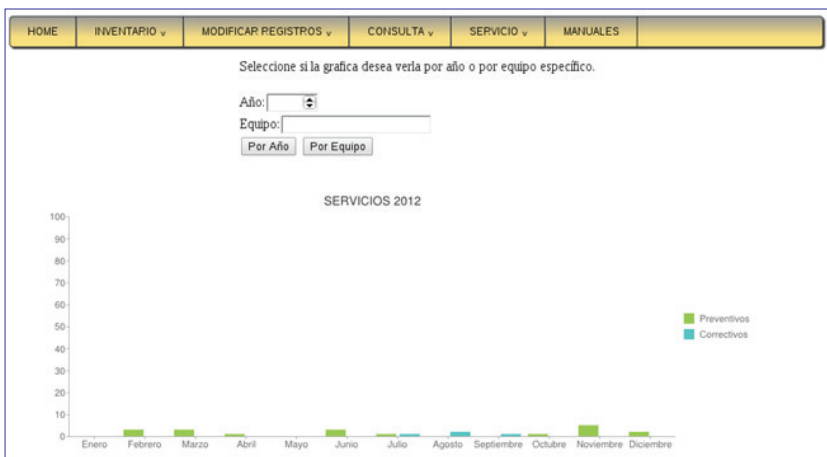 HOME INVENTARIO v MODIFICAR REGISTROS v CONSULTA v SERVICIO v MANUALES
Seleccione si la grafica desea verla por año o por equipo específico.
Año:
Equipo:
Por Año Por Equipo
SERVICIOS 2012
100
90
80
70
60
50
40
30
20
10
0
Preventivos
Correctivos
Enero Febrero Marzo Abril Mayo Junio Julio Agosto Septiembre Octubre Noviembre Diciembre